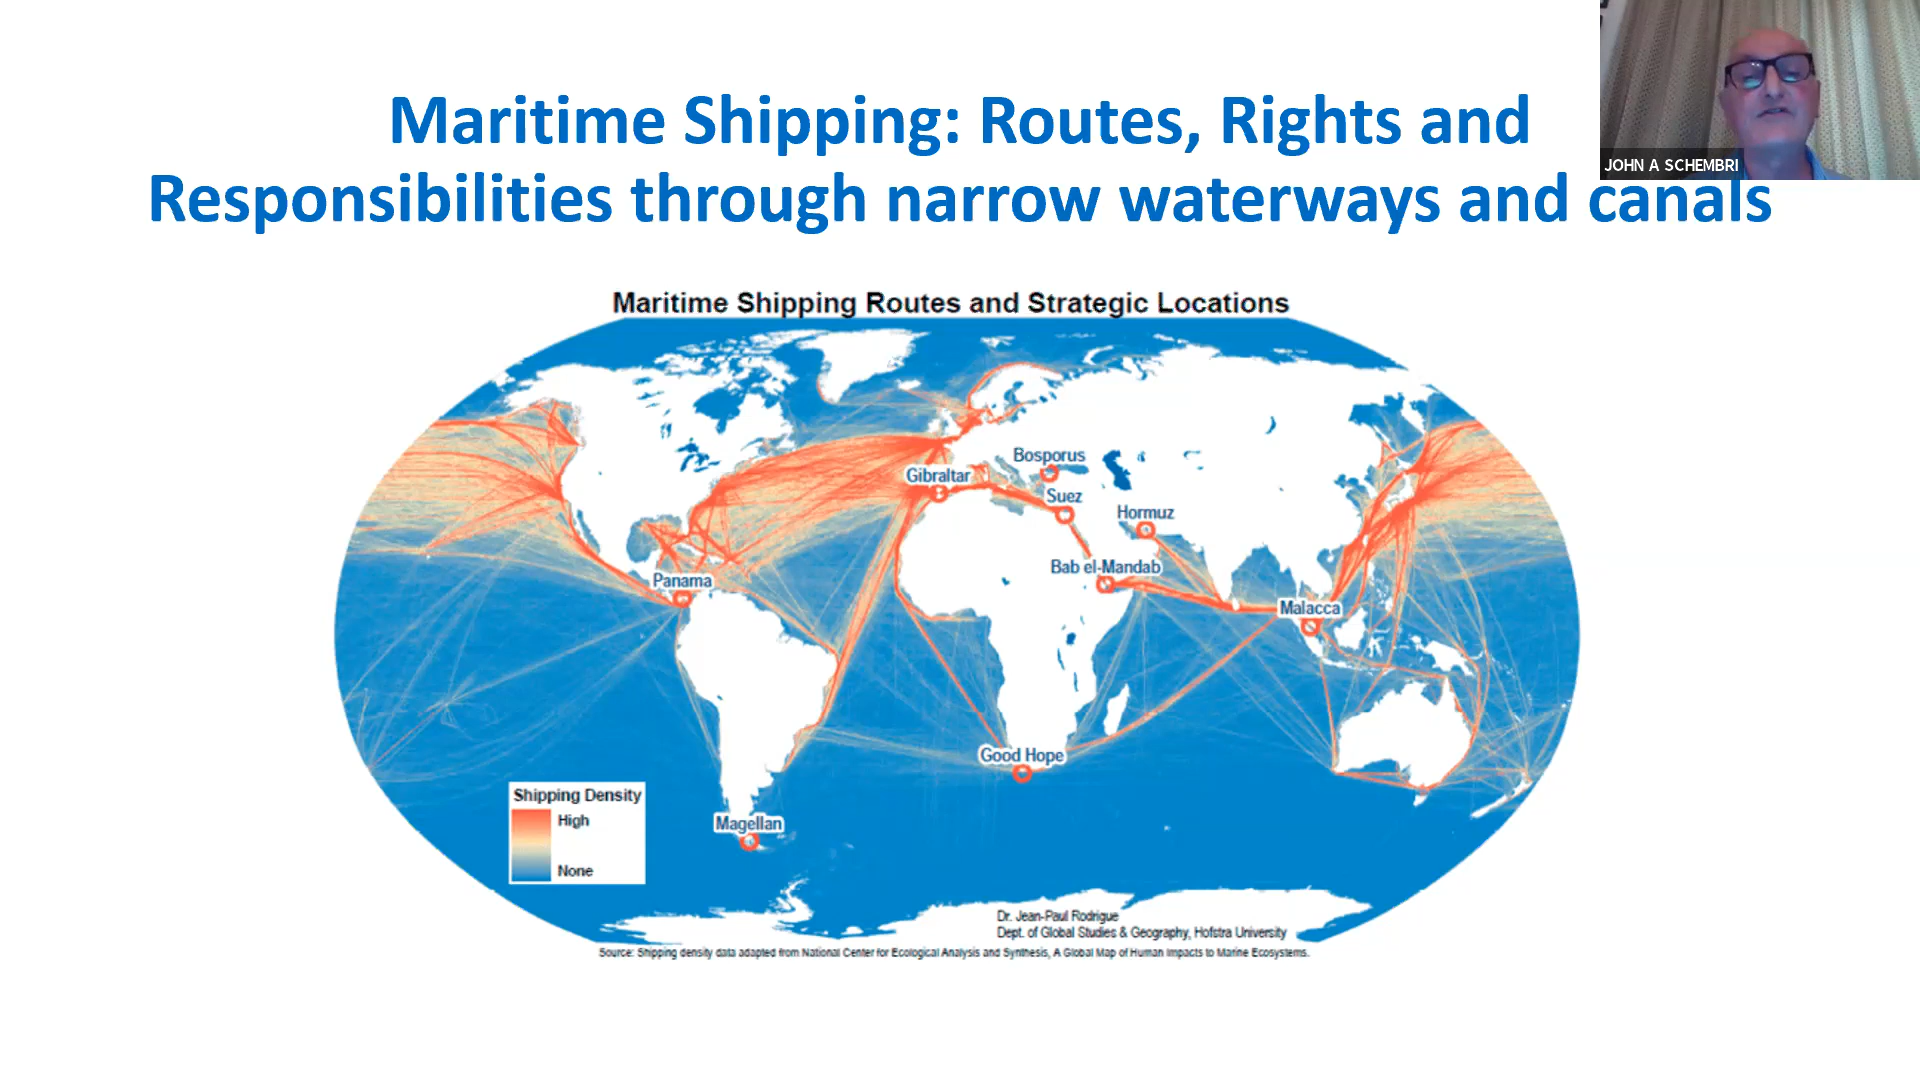 Maritime Shipping: Routes, Rights and
Responsibilities through narrow waterways and canals
JOHN A SCHEMBRI
Maritime Shipping Routes and Strategic Locations
Bosporus
Gibraltar
Suez
Hormuz
Bab el-Mandab
Panama
Malacca
Good Hope
Magellan
Shipping Density
High
None
Dr. Jean-Paul Rodrigue
Dept. of Global Studies & Geography, Hofstra University
Source: Shipping density data adapted from National Center for Ecological Analysis and Synthesis, A Global Map of Human Impacts to Marine Ecosystems.